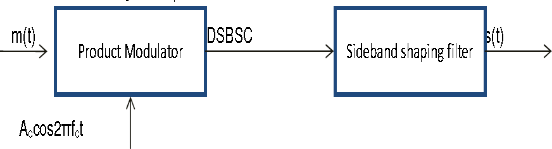 m(t)
Product Modulator
DSBSC
Sideband shaping filter
s(t)
Accos2πfct